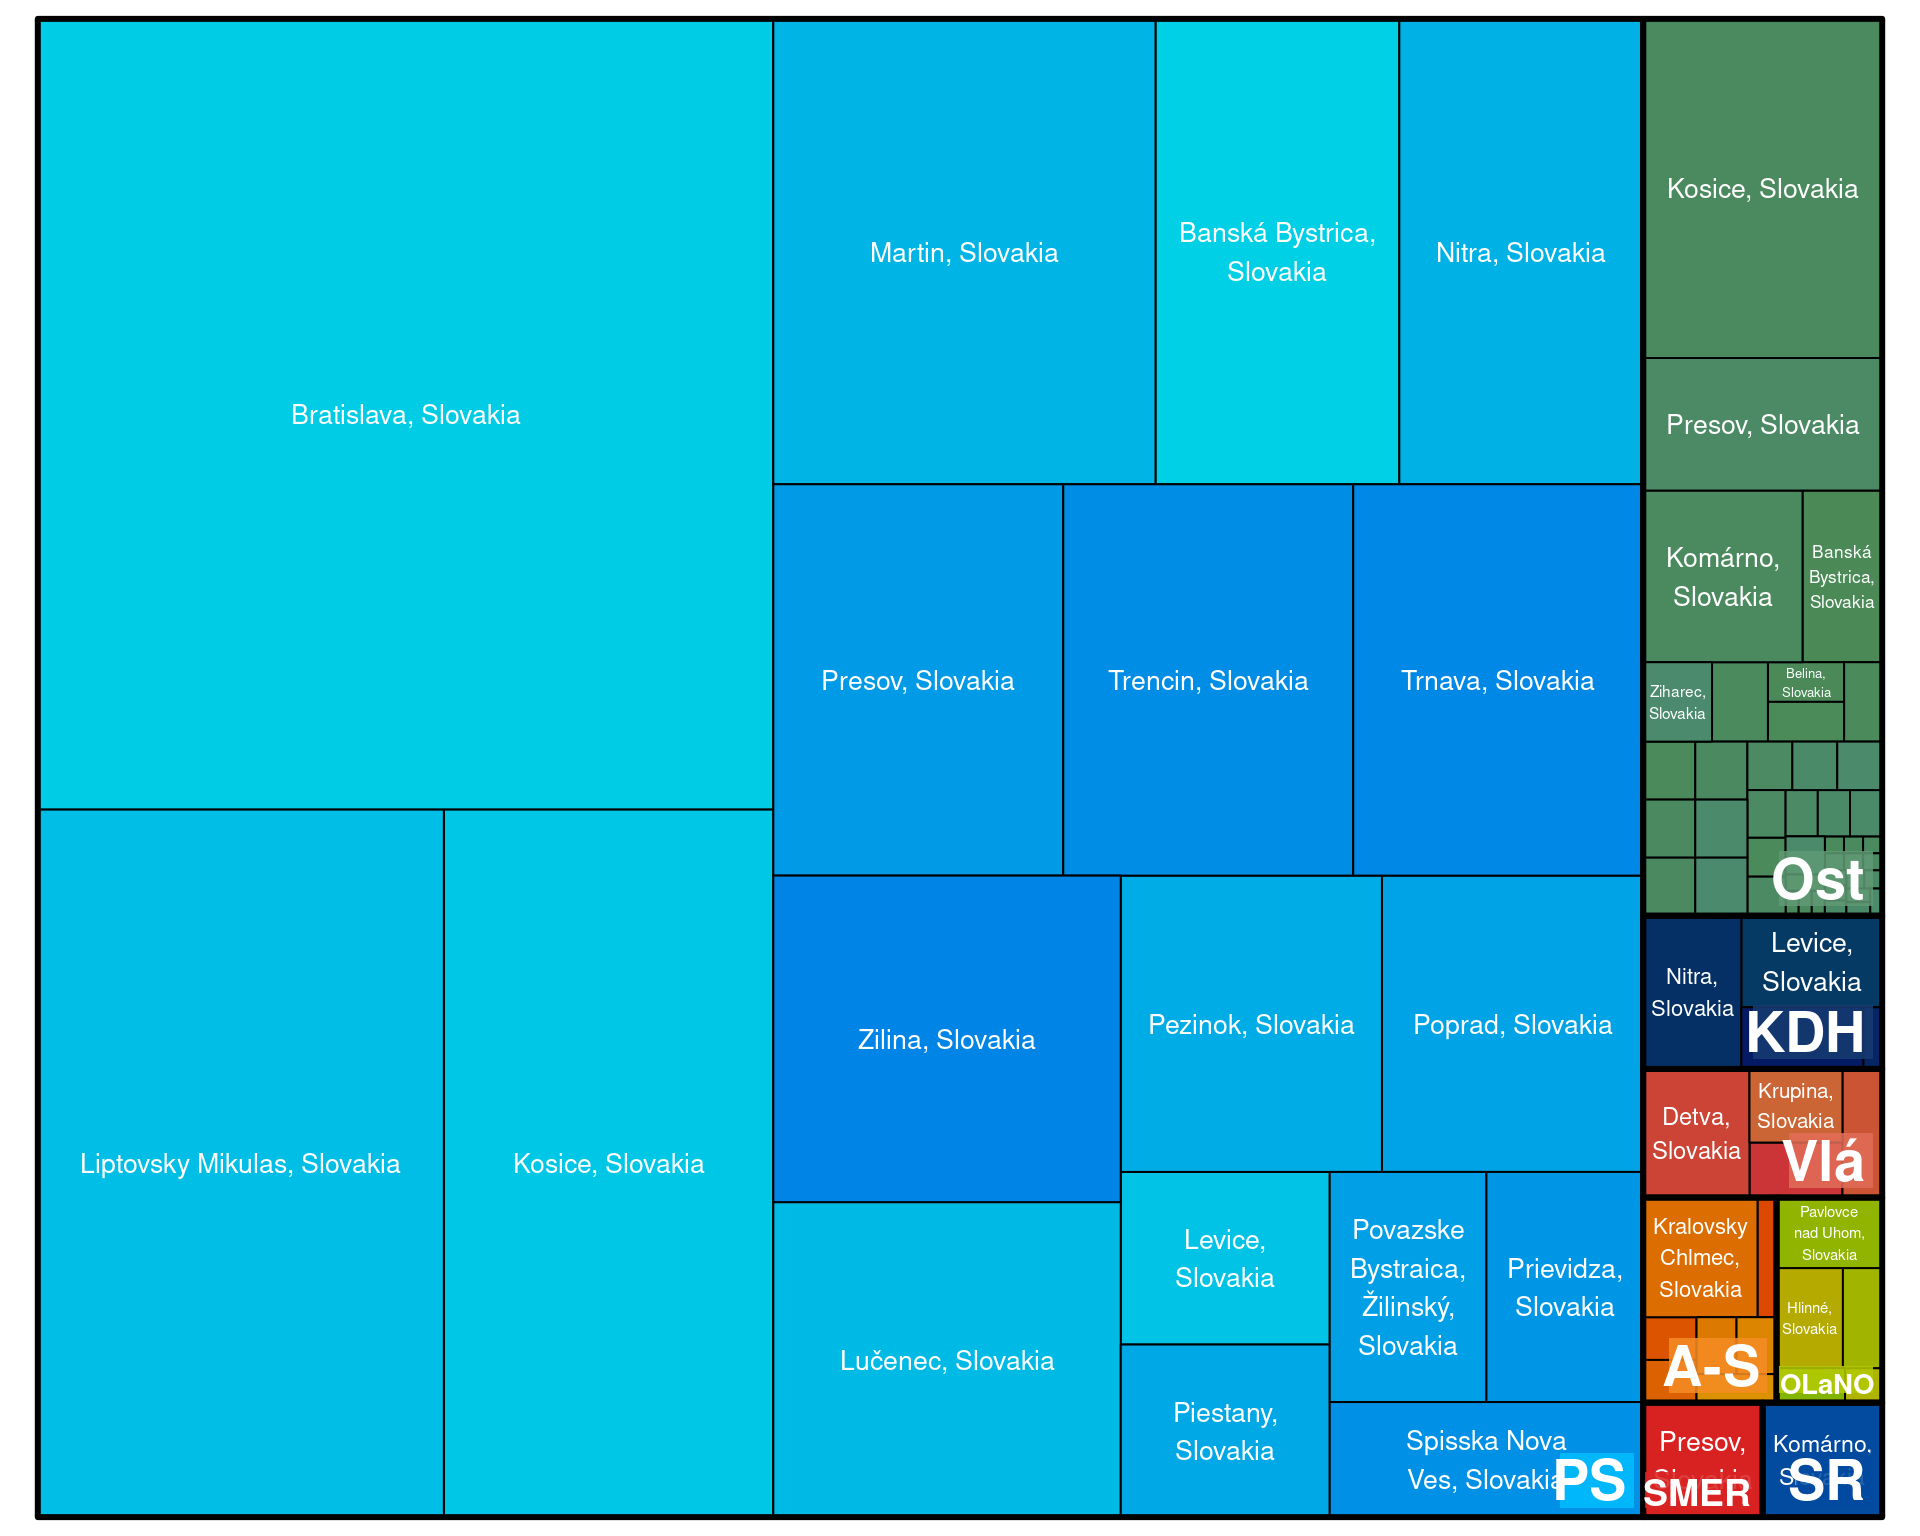 Bratislava, Slovakia
Liptovsky Mikulas, Slovakia
Kosice, Slovakia
Martin, Slovakia
Banská Bystrica,
Slovakia
Nitra, Slovakia
Presov, Slovakia
Trencin, Slovakia
Trnava, Slovakia
Zilina, Slovakia
Pezinok, Slovakia
Poprad, Slovakia
Lučenec, Slovakia
Levice,
Slovakia
Piestany,
Slovakia
Povazske
Bystraica,
Žilinský,
Slovakia
Prievidza,
Slovakia
Spisska Nova
Ves, Slovakia
PS
Kosice, Slovakia
Presov, Slovakia
Komárno,
Slovakia
Banská
Bystrica,
Slovakia
Ziharec,
Slovakia
Belina,
Slovakia
Ost
Nitra,
Slovakia
Levice,
Slovakia
KDH
Detva,
Slovakia
Krupina,
Slovakia
Vlá
Kralovsky
Chlmec,
Slovakia
A-S
Pavlovce
nad Uhom,
Slovakia
Hlinné,
Slovakia
OLaNO
Presov,
SMER
Komárno,
SR